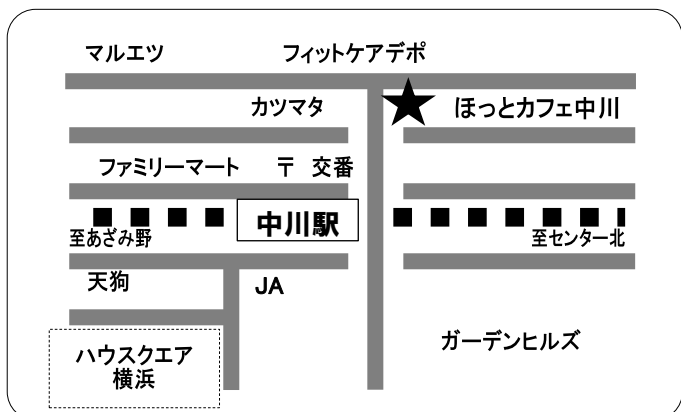 マルエツ
フィットケアデポ
カツマタ
ほっとカフェ中川
ファミリーマート
〒 交番
中川駅
至あざみ野
至センター北
天狗
JA
ガーデンヒルズ
ハウスクエア
横浜